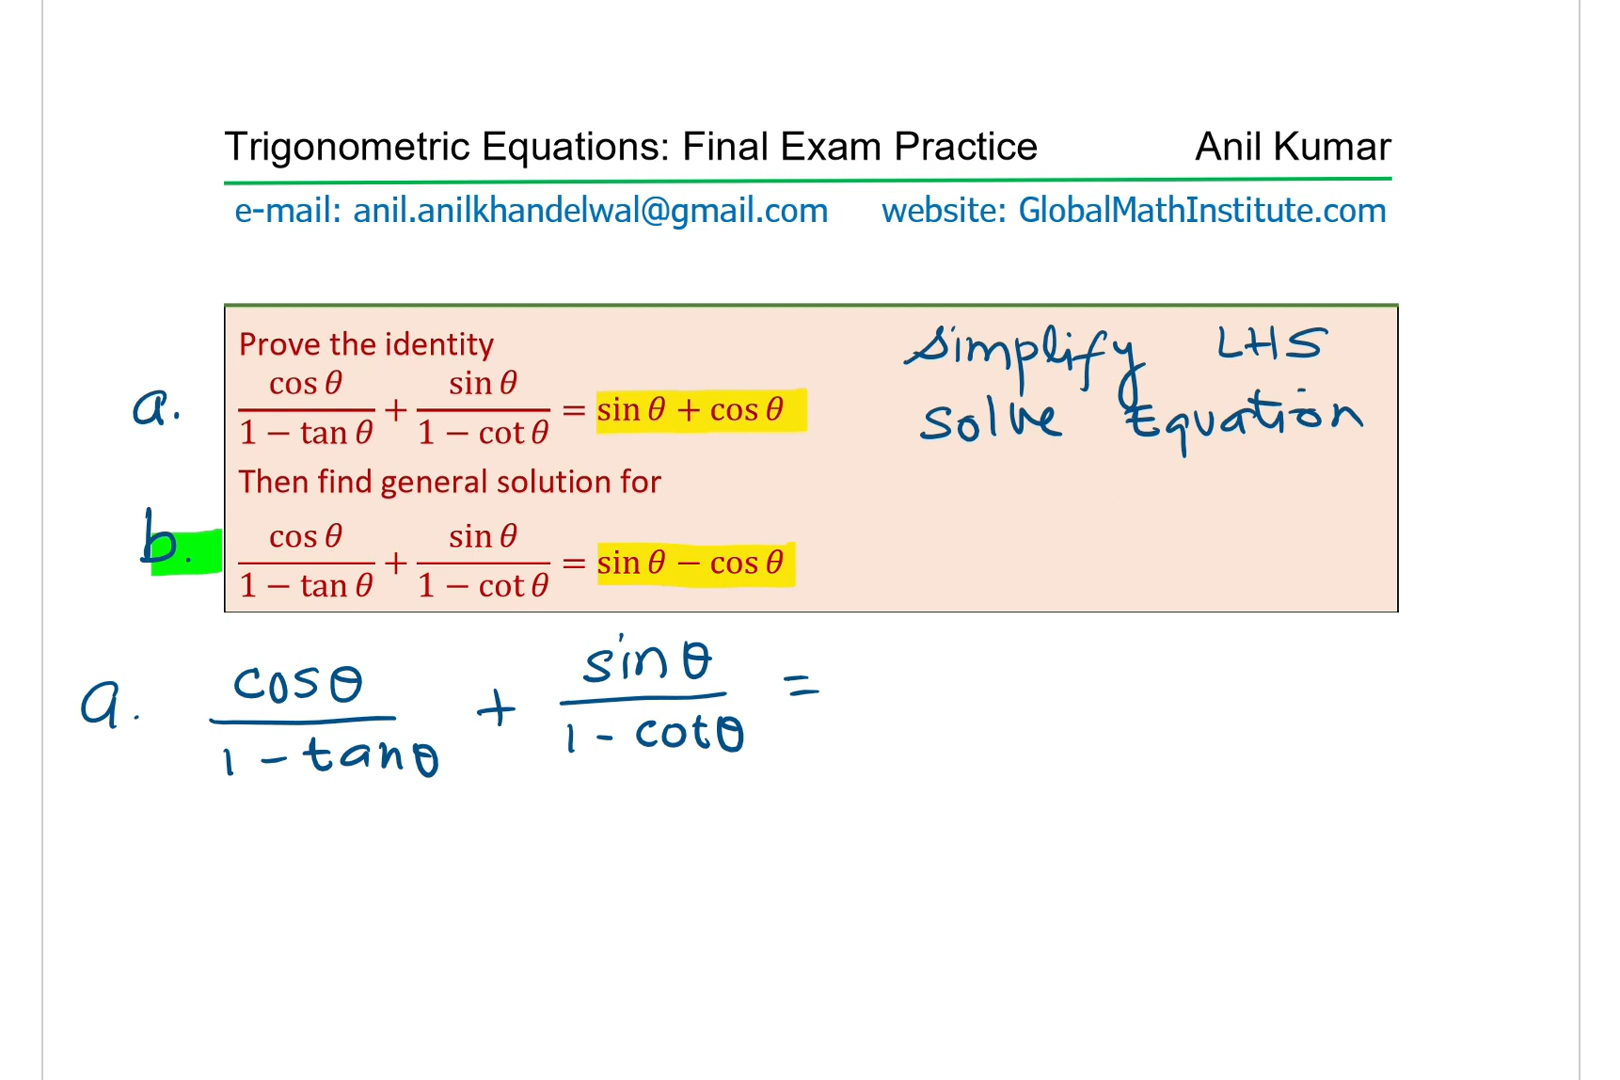 Trigonometric Equations: Final Exam Practice Anil Kumar
e-mail: anil.anilkhandelwal@gmail.com website: GlobalMathInstitute.com
Prove the identity
a. cos θ / (1 − tan θ) + sin θ / (1 − cot θ) = sin θ + cos θ
Simplify LHS
Solve Equation
Then find general solution for
b. cos θ / (1 − tan θ) + sin θ / (1 − cot θ) = sin θ − cos θ
a. cosθ / (1 - tanθ) + sinθ / (1 - cotθ) =